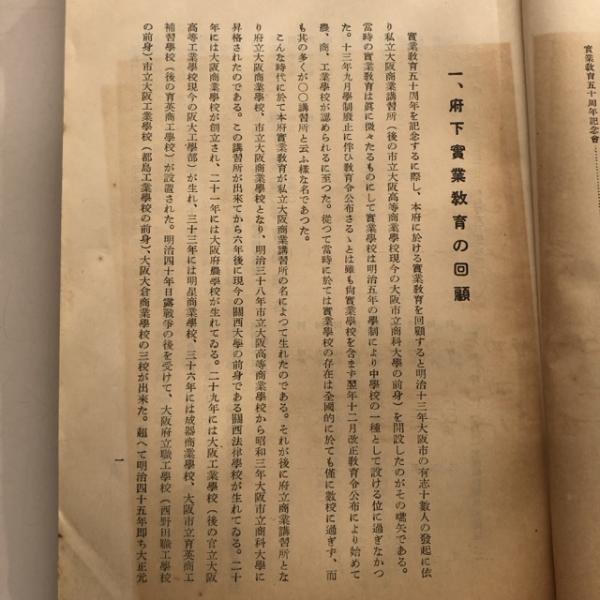 實業教育五十周年記念會
一、府下實業教育の回顧
實業教育五十周年を記念するに際し、本府に於ける實業教育を回顧すると明治十三年大阪市の有志十數人の發起に依
り私立大阪商業講習所（後の市立大阪高等商業學校現今の大阪市立商科大學の前身）を開設したのがその嚆矢である。
當時の實業教育は眞に微々たるものにして實業學校は明治五年の學制により中學校の一種として設ける位に過ぎなかつ
た。十三年九月學制廢止に伴ひ教育令公布さるゝとは雖も尙實業學校を含まず翌年十二月改正教育令公布により始めて
農、商、工業學校が認められるに至つた。從つて當時に於ては實業學校の存在は全國的に於ても僅に數校に過ぎず、而
も其の多くが〇〇講習所と云ふ樣な名であつた。
こんな時代に於て本府實業教育が私立大阪商業講習所の名によつて生れたのである。それが後に府立商業講習所とな
り府立大阪商業學校、市立大阪商業學校となり、明治三十八年市立大阪高等商業學校から昭和三年大阪市立商科大學に
昇格されたのである。この講習所が出來てから六年後に現今の關西大學の前身である關西法律學校が生れてゐる。二十
年には大阪商業學校が創立され、二十一年には大阪府農學校が生れてゐる。二十九年には大阪工業學校（後の官立大阪
高等工業學校現今の阪大工學部）が生れ、三十三年には明星商業學校、三十六年には成器商業學校、大阪市立育英商工
補習學校（後の育英商工學校）が設置された。明治四十年日露戰爭の後を受けて、大阪府立職工學校（西野田職工學校
の前身）、市立大阪工業學校（都島工業學校の前身）、大阪大倉商業學校の三校が出來た。超へて明治四十五年卽ち大正元
一